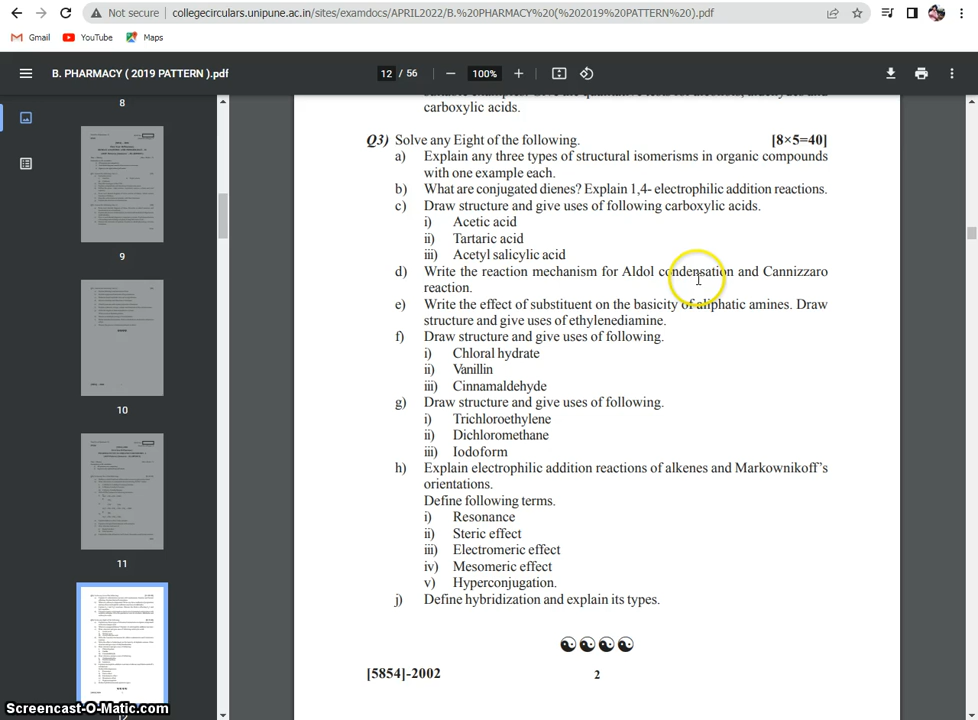 Not secure | collegecirculars.unipune.ac.in/sites/examdocs/APRIL2022/B.%20PHARMACY%20(%202019%20PATTERN%20).pdf
Gmail YouTube Maps
B. PHARMACY ( 2019 PATTERN ).pdf 12 / 56 — 100% +
8
9
10
11
12
carboxylic acids.
Q3) Solve any Eight of the following. [8×5=40]
a) Explain any three types of structural isomerisms in organic compounds
with one example each.
b) What are conjugated dienes? Explain 1,4- electrophilic addition reactions.
c) Draw structure and give uses of following carboxylic acids.
i) Acetic acid
ii) Tartaric acid
iii) Acetyl salicylic acid
d) Write the reaction mechanism for Aldol condensation and Cannizzaro
reaction.
e) Write the effect of substituent on the basicity of aliphatic amines. Draw
structure and give uses of ethylenediamine.
f) Draw structure and give uses of following.
i) Chloral hydrate
ii) Vanillin
iii) Cinnamaldehyde
g) Draw structure and give uses of following.
i) Trichloroethylene
ii) Dichloromethane
iii) Iodoform
h) Explain electrophilic addition reactions of alkenes and Markownikoff's
orientations.
Define following terms.
i) Resonance
ii) Steric effect
iii) Electromeric effect
iv) Mesomeric effect
v) Hyperconjugation.
j) Define hybridization and explain its types.
[5854]-2002 2
Screencast-O-Matic.com